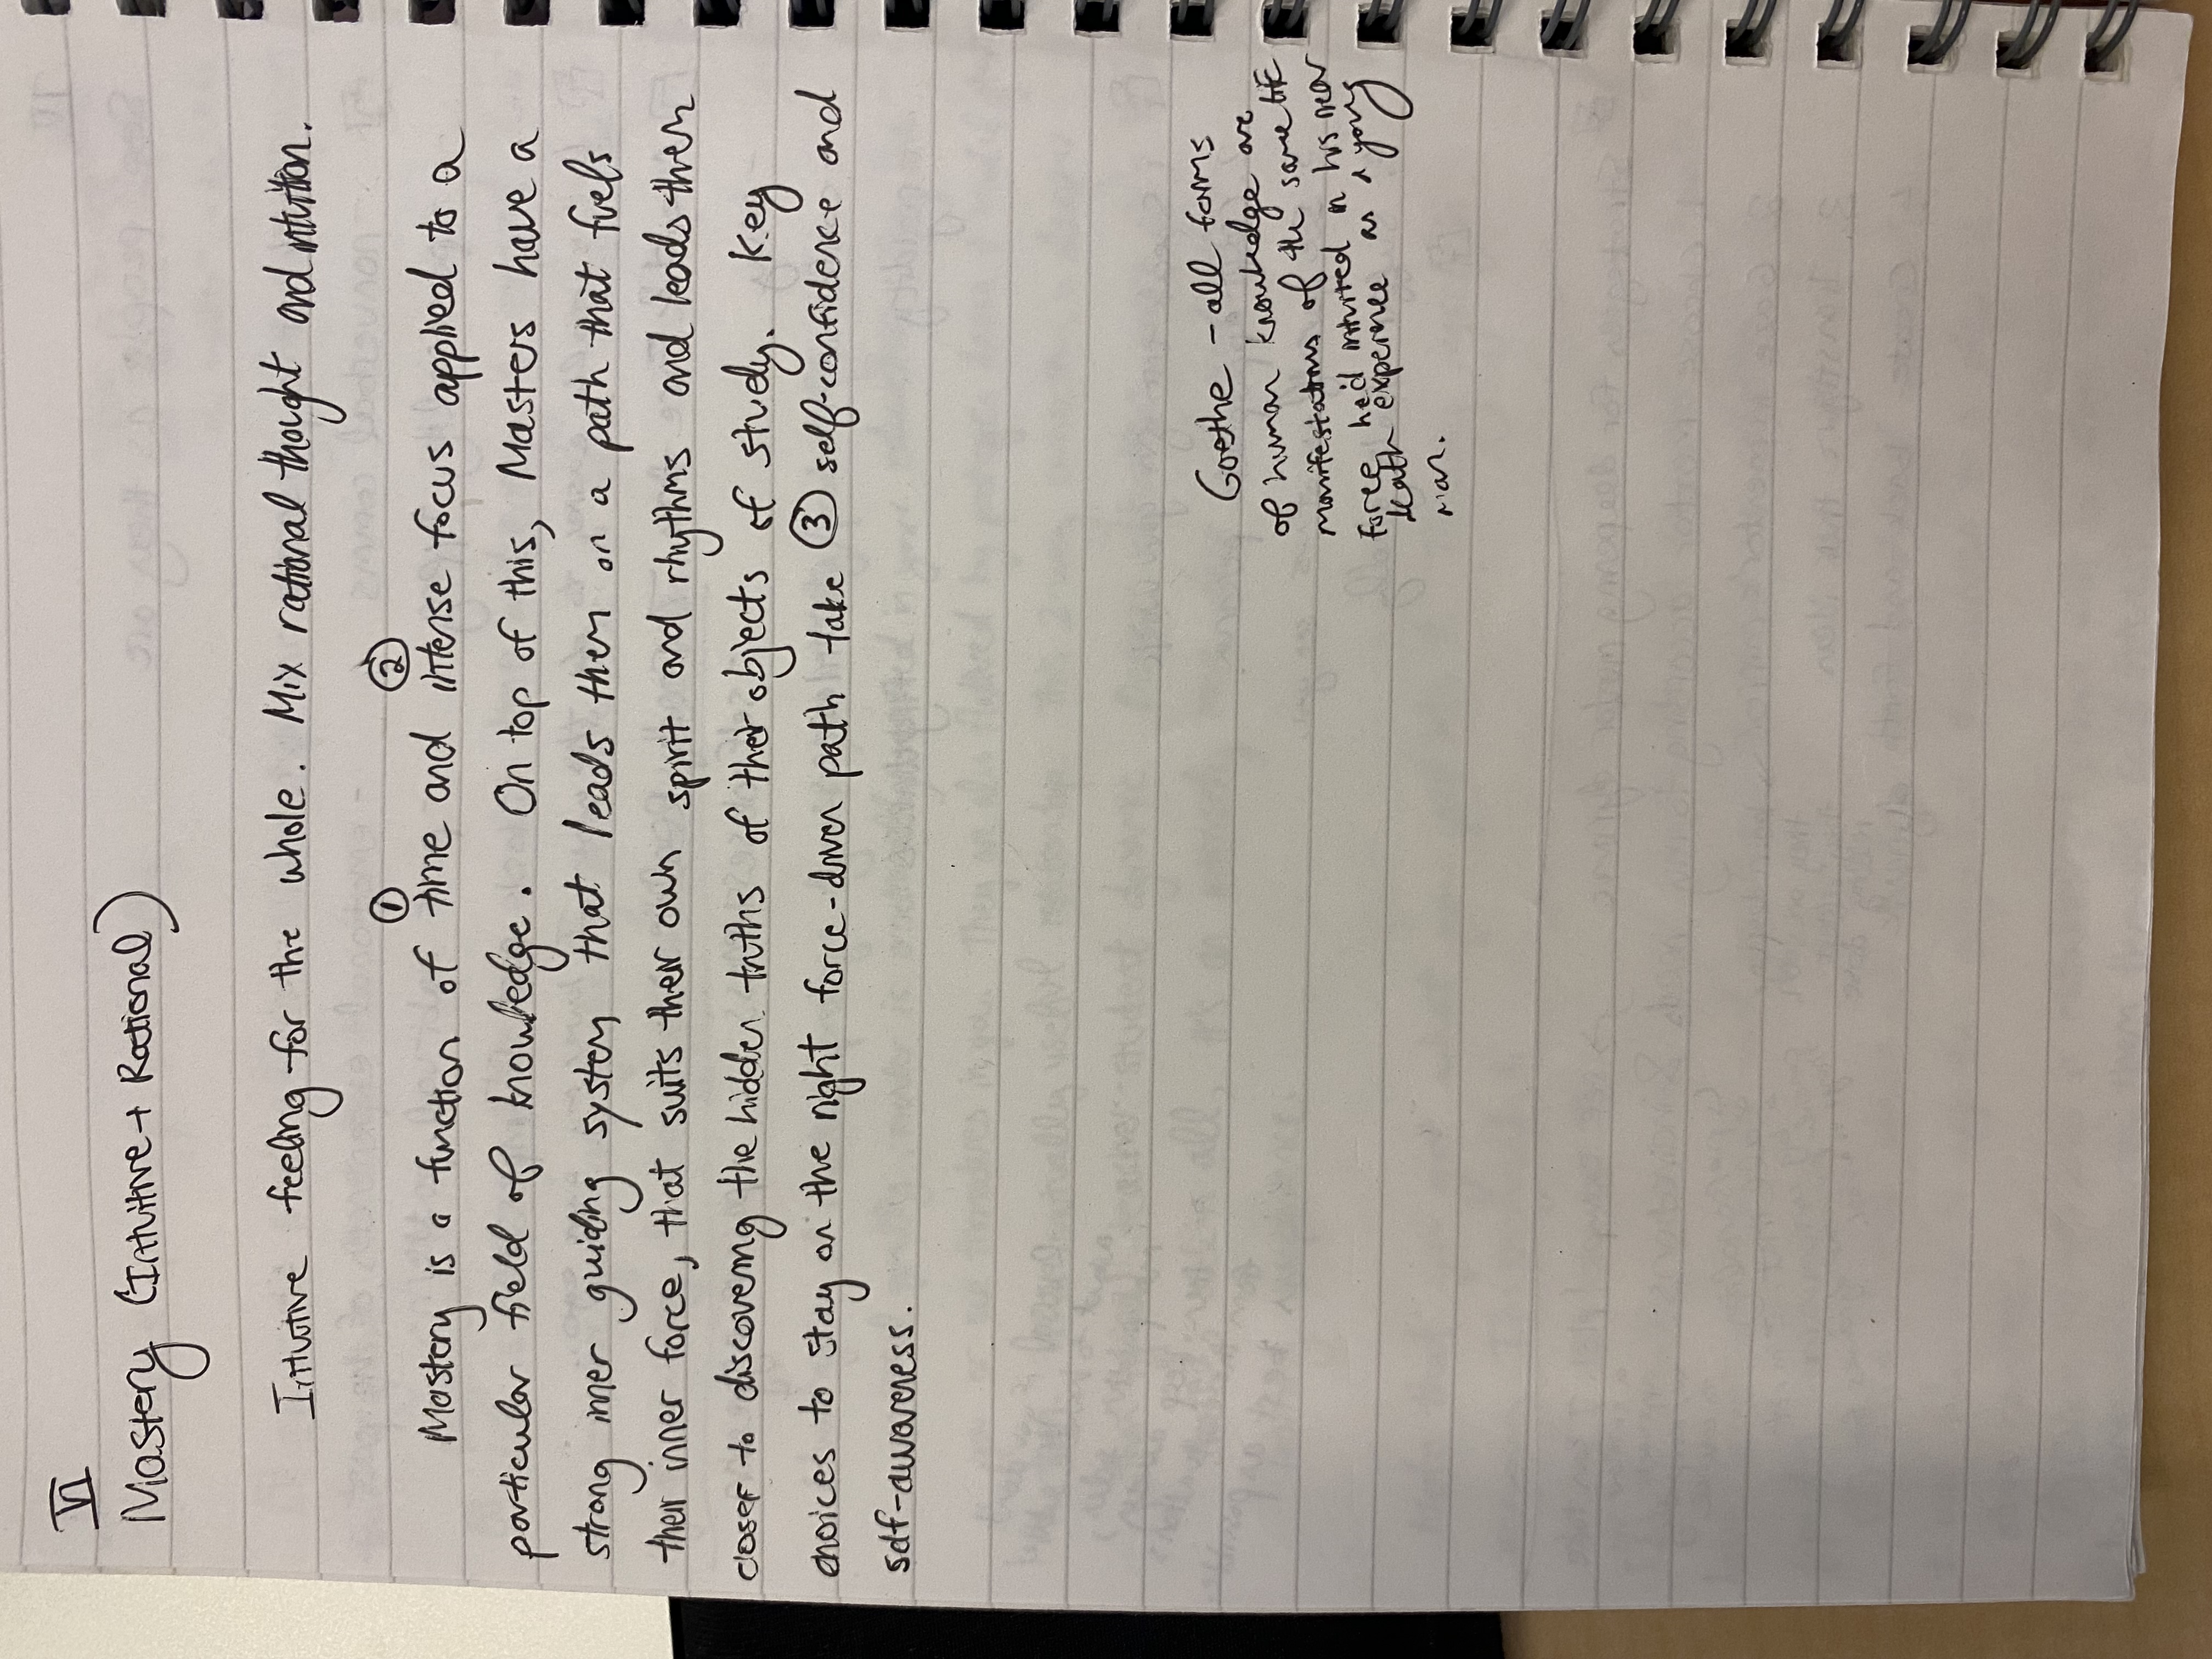 VI
Mastery (Intuitive + Rational)
Intuitive feeling for the whole. Mix rational thought and intuition.
① ②
Mastery is a function of time and intense focus applied to a
particular field of knowledge. On top of this, Masters have a
strong inner guiding system that leads them on a path that fuels
their inner force, that suits their own spirit and rhythms and leads them
closer to discovering the hidden truths of their objects of study. Key
choices to stay on the right force-driven path take ③ self-confidence and
self-awareness.
Goethe - all forms
of human knowledge are
manifestations of the same life
force he'd intuited in his near
death experience as a young
man.